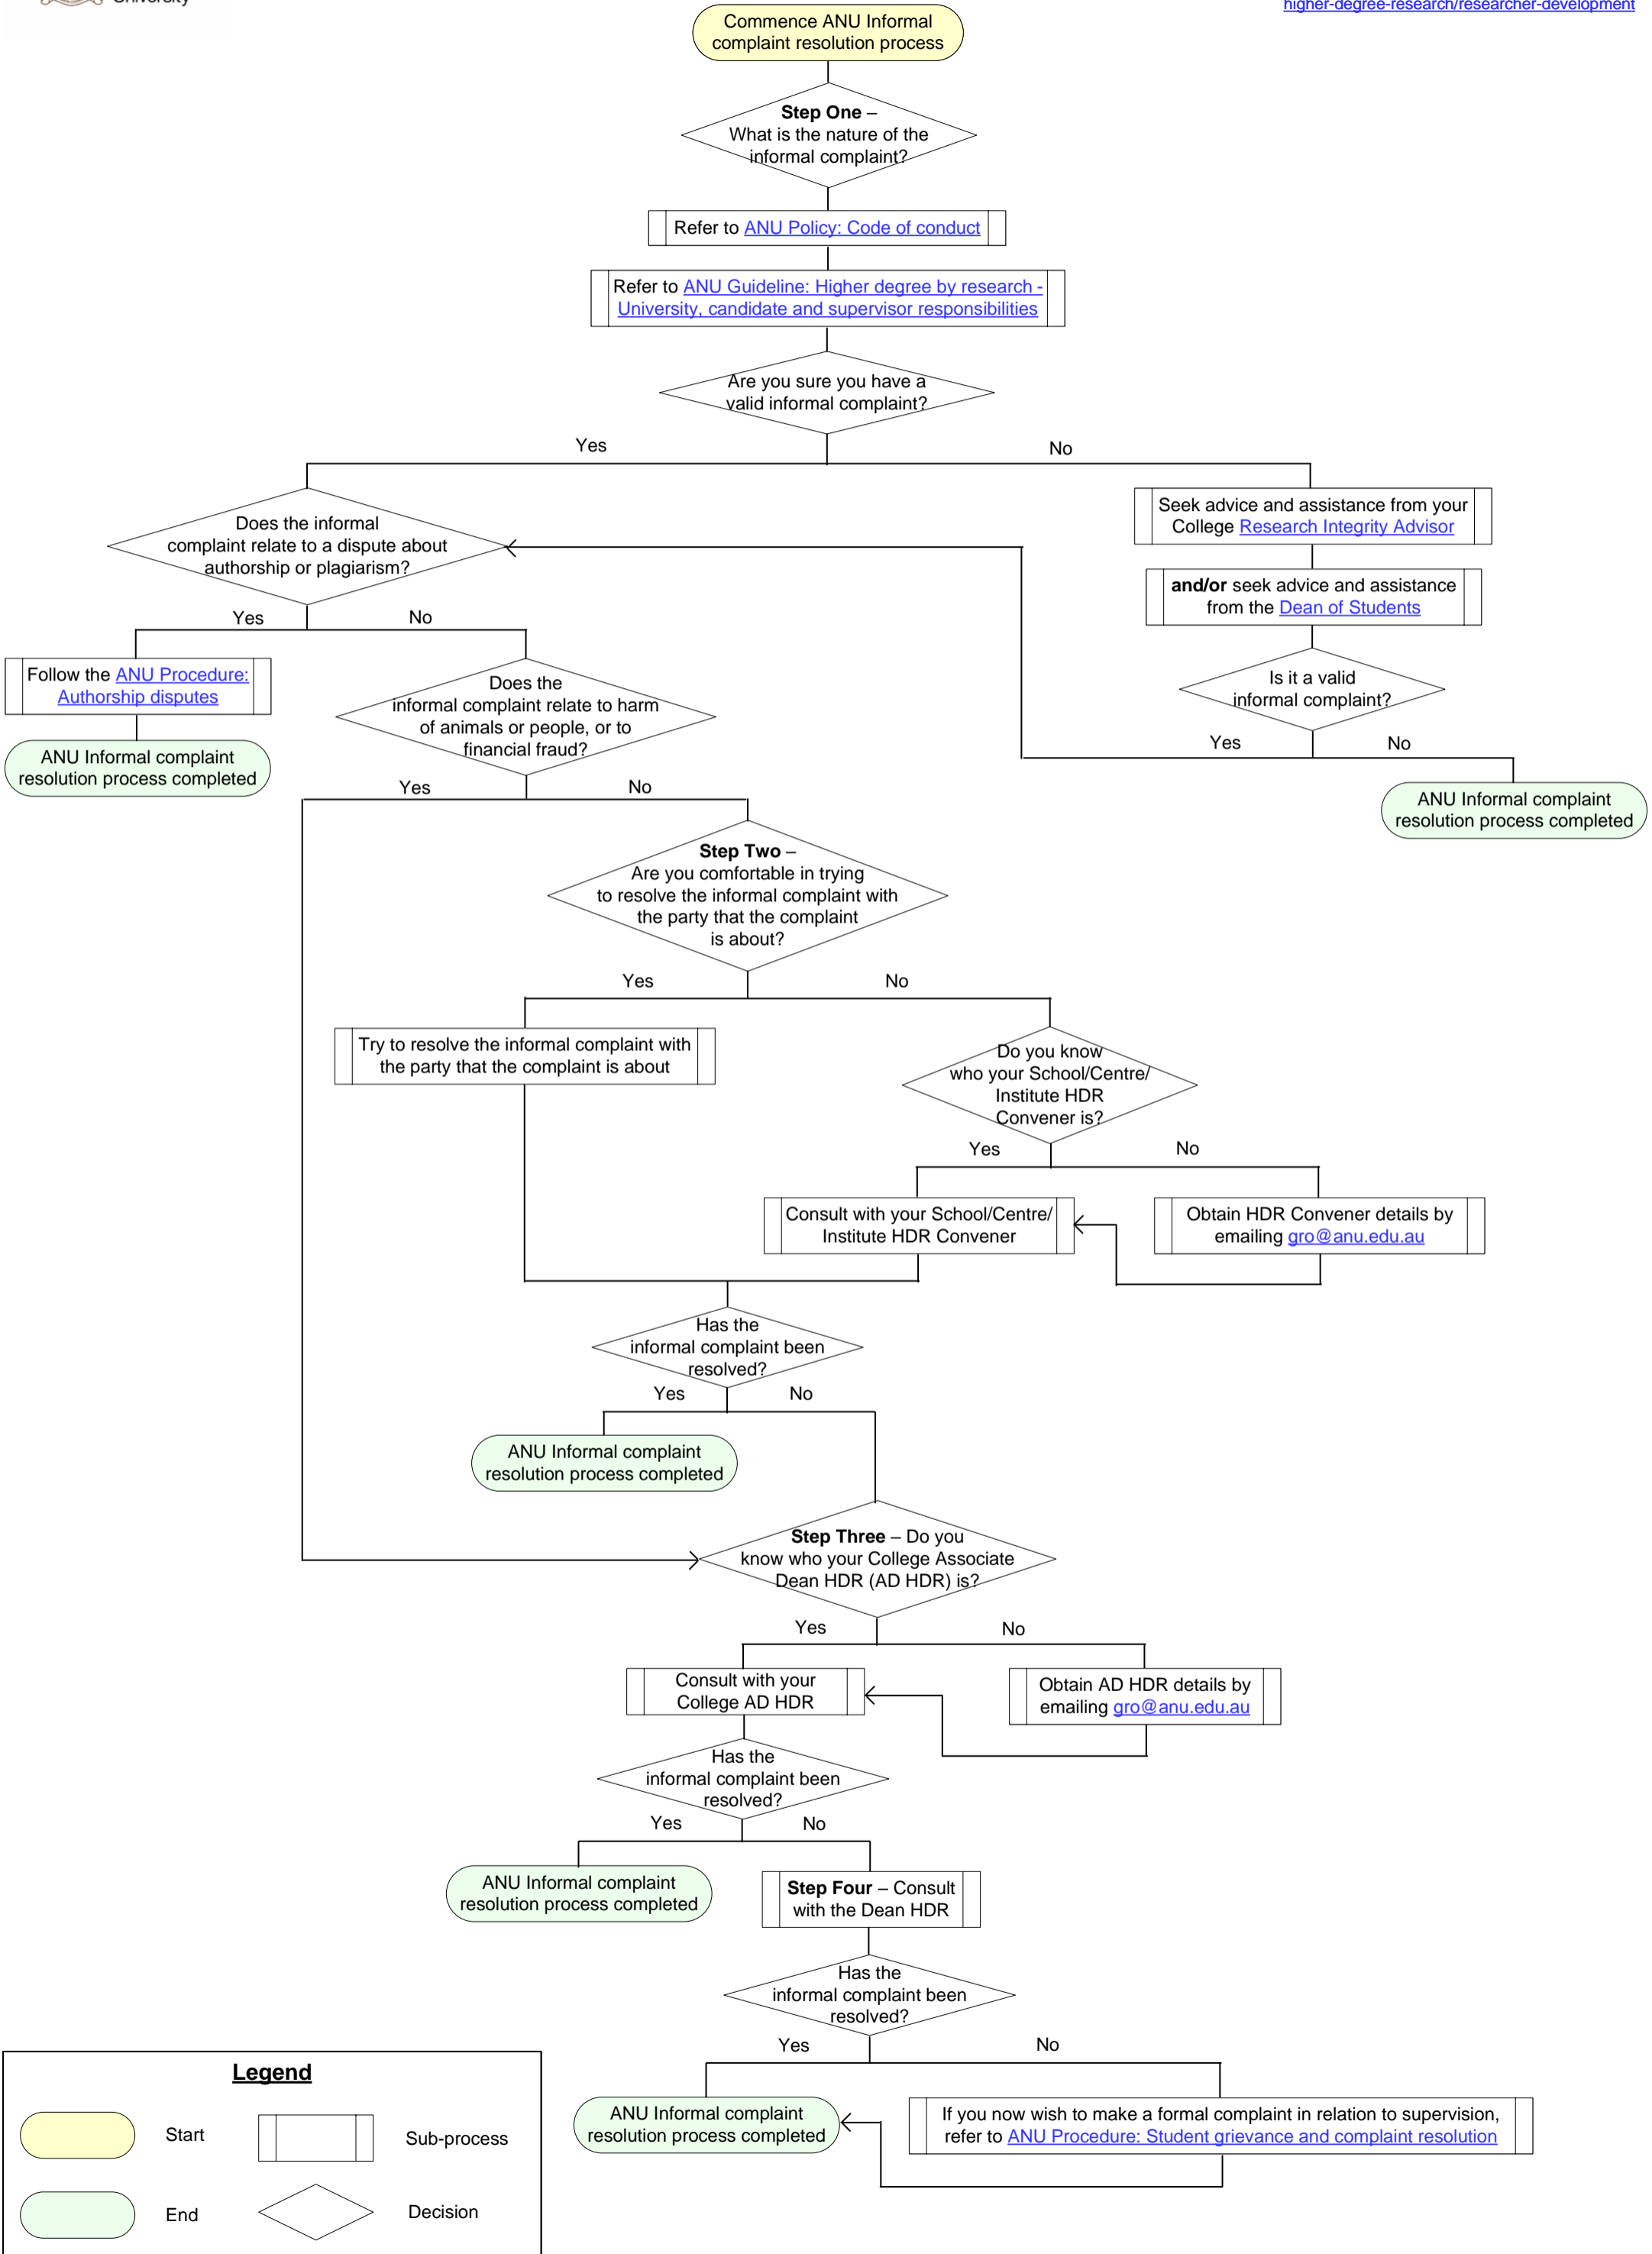 University
higher-degree-research/researcher-development
Commence ANU Informal
complaint resolution process
Step One –
What is the nature of the
informal complaint?
Refer to ANU Policy: Code of conduct
Refer to ANU Guideline: Higher degree by research -
University, candidate and supervisor responsibilities
Are you sure you have a
valid informal complaint?
Yes
No
Does the informal
complaint relate to a dispute about
authorship or plagiarism?
Seek advice and assistance from your
College Research Integrity Advisor
and/or seek advice and assistance
from the Dean of Students
Yes
No
Follow the ANU Procedure:
Authorship disputes
Does the
informal complaint relate to harm
of animals or people, or to
financial fraud?
Is it a valid
informal complaint?
Yes
No
ANU Informal complaint
resolution process completed
ANU Informal complaint
resolution process completed
Yes
No
Step Two –
Are you comfortable in trying
to resolve the informal complaint with
the party that the complaint
is about?
Yes
No
Try to resolve the informal complaint with
the party that the complaint is about
Do you know
who your School/Centre/
Institute HDR
Convener is?
Yes
No
Consult with your School/Centre/
Institute HDR Convener
Obtain HDR Convener details by
emailing gro@anu.edu.au
Has the
informal complaint been
resolved?
Yes
No
ANU Informal complaint
resolution process completed
Step Three – Do you
know who your College Associate
Dean HDR (AD HDR) is?
Yes
No
Consult with your
College AD HDR
Obtain AD HDR details by
emailing gro@anu.edu.au
Has the
informal complaint been
resolved?
Yes
No
ANU Informal complaint
resolution process completed
Step Four – Consult
with the Dean HDR
Has the
informal complaint been
resolved?
Yes
No
ANU Informal complaint
resolution process completed
If you now wish to make a formal complaint in relation to supervision,
refer to ANU Procedure: Student grievance and complaint resolution
Legend
Start
Sub-process
End
Decision